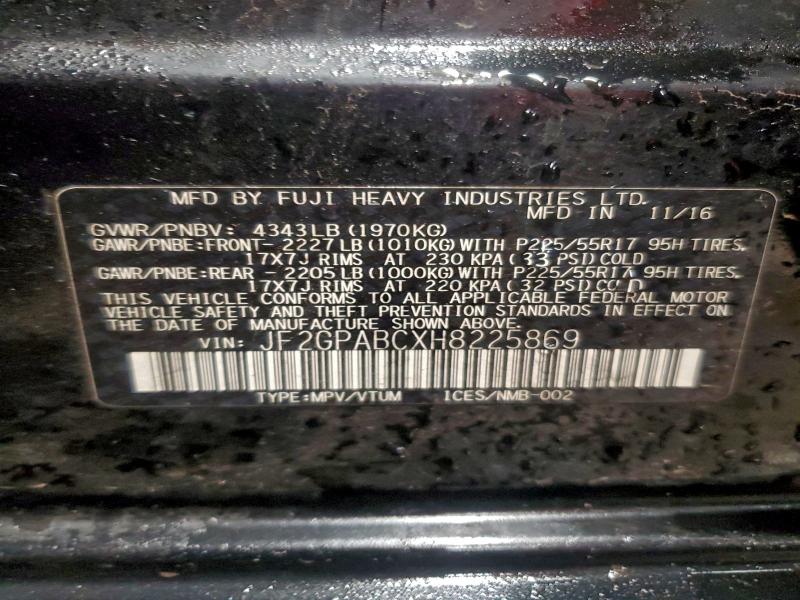 MFD BY FUJI HEAVY INDUSTRIES LTD.
MFD IN 11/16
GVWR/PNBV: 4343LB (1970KG)
GAWR/PNBE:FRONT- 2227LB (1010KG) WITH P225/55R17 95H TIRES.
17X7J RIMS AT 230 KPA (33 PSI) COLD
GAWR/PNBE:REAR - 2205LB (1000KG) WITH P225/55R17 95H TIRES.
17X7J RIMS AT 220 KPA (32 PSI) COLD
THIS VEHICLE CONFORMS TO ALL APPLICABLE FEDERAL MOTOR
VEHICLE SAFETY AND THEFT PREVENTION STANDARDS IN EFFECT ON
THE DATE OF MANUFACTURE SHOWN ABOVE.
VIN: JF2GPABCXH8225869
TYPE:MPV/VTUM ICES/NMB-002